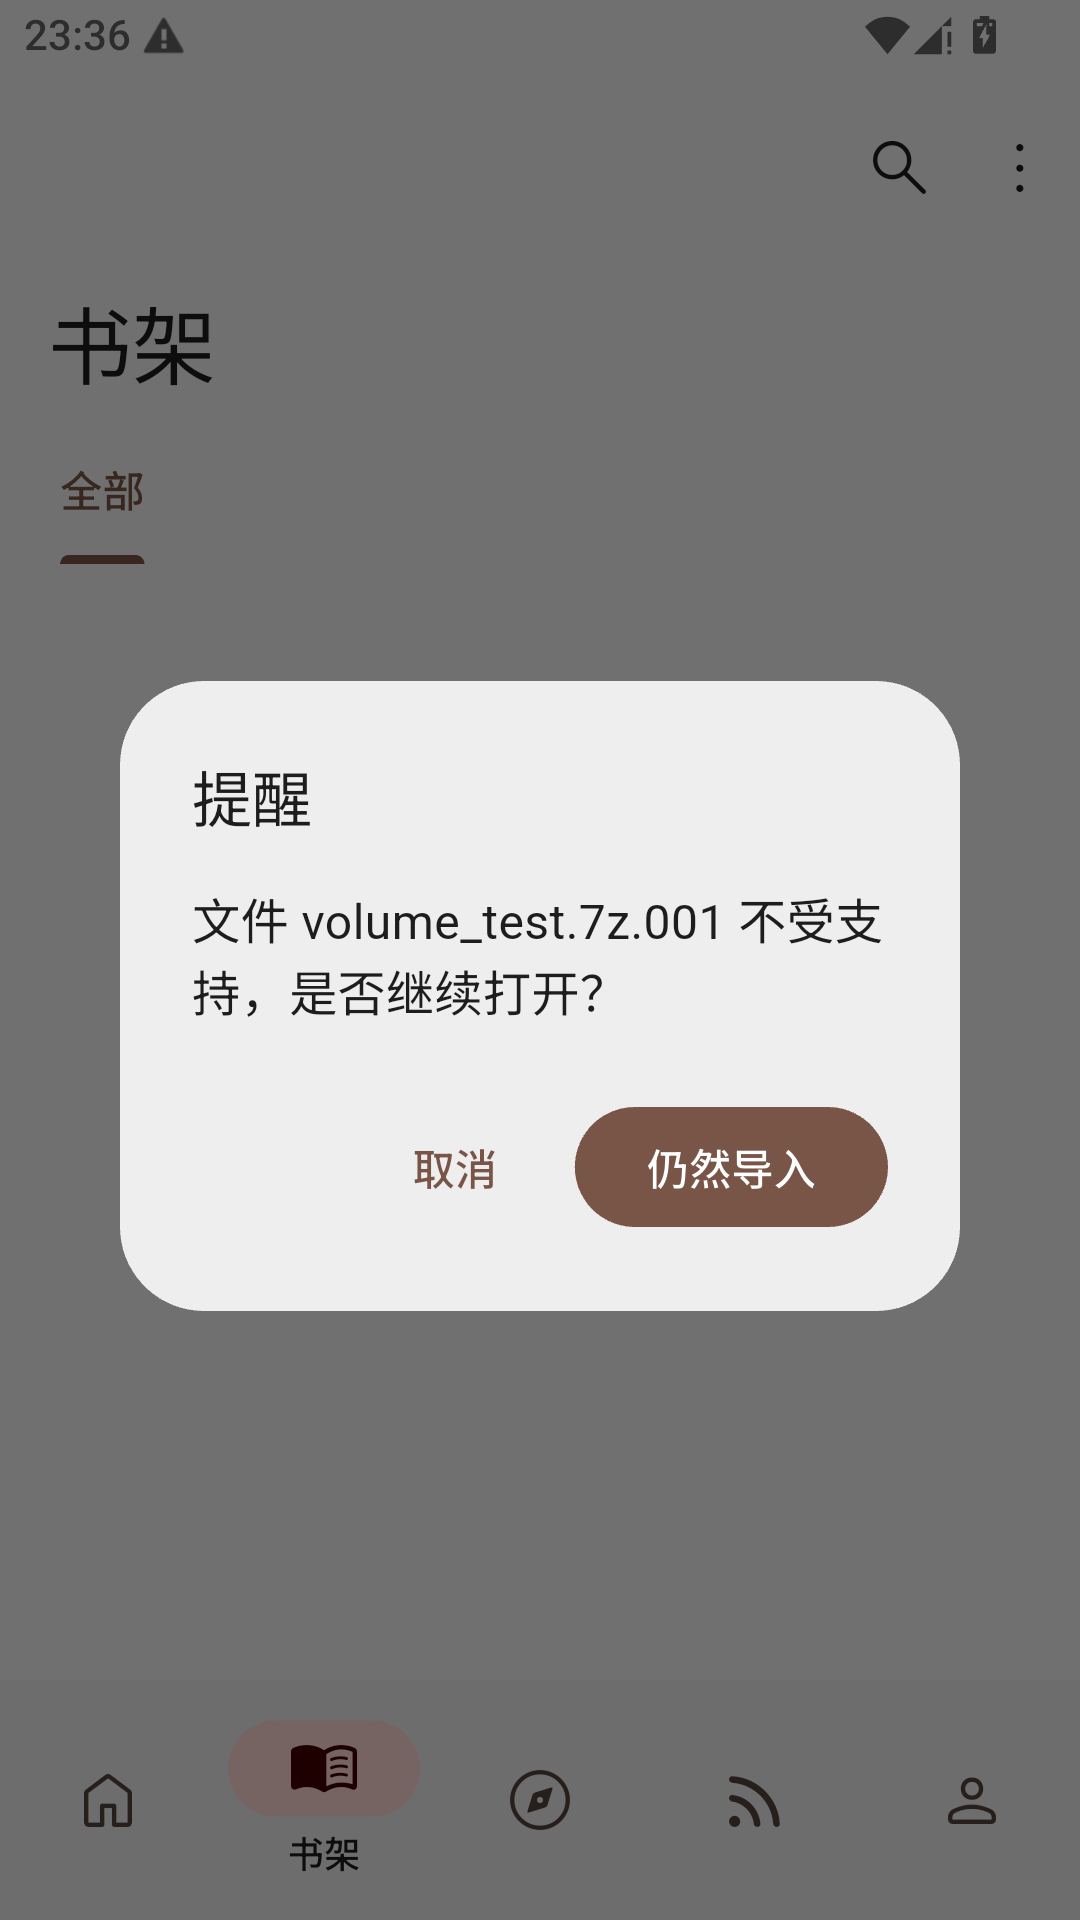 23:36
书架
全部
提醒
文件 volume_test.7z.001 不受支
持，是否继续打开？
取消
仍然导入
书架